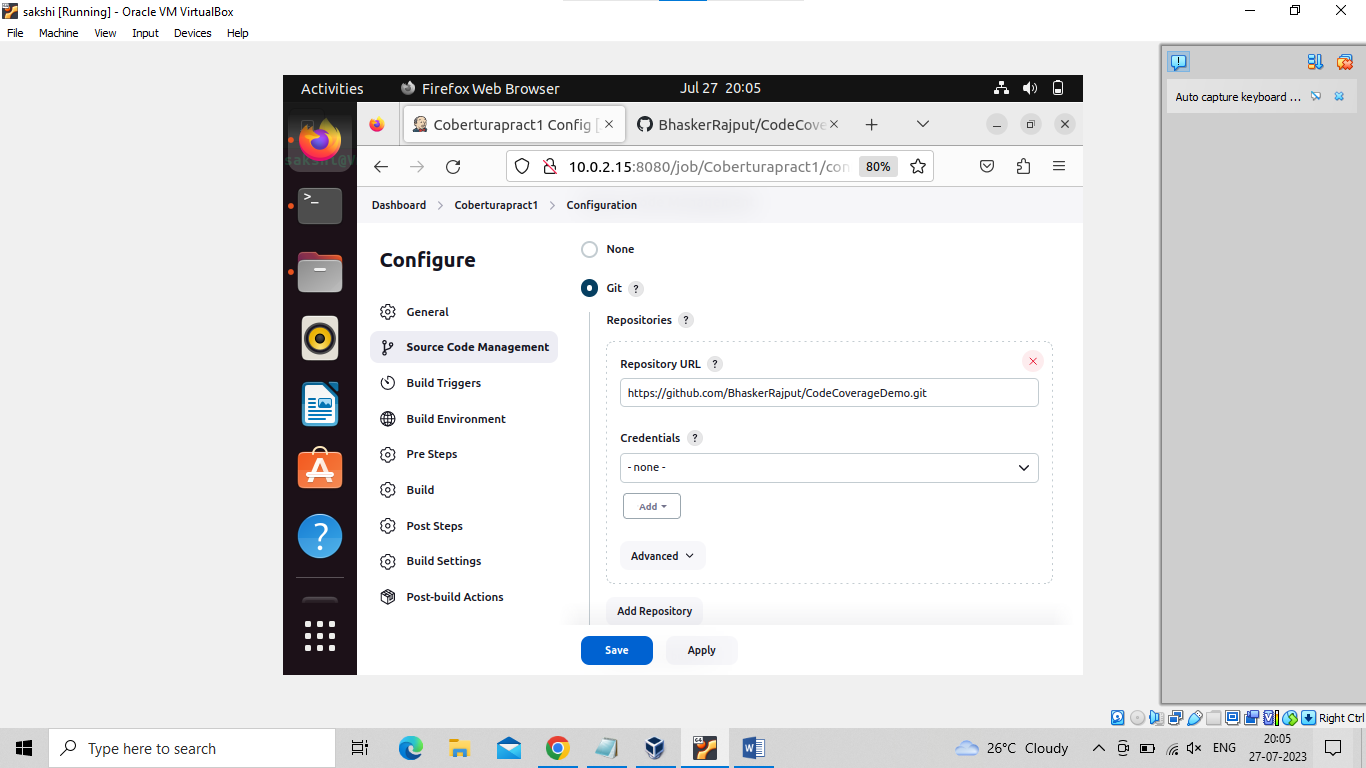 sakshi [Running] - Oracle VM VirtualBox
File Machine View Input Devices Help
Auto capture keyboard ...
Activities Firefox Web Browser Jul 27 20:05
Coberturapract1 Config [
BhaskerRajput/CodeCove
10.0.2.15:8080/job/Coberturapract1/con 80%
Dashboard > Coberturapract1 > Configuration
Configure
General
Source Code Management
Build Triggers
Build Environment
Pre Steps
Build
Post Steps
Build Settings
Post-build Actions
None
Git ?
Repositories ?
Repository URL ?
https://github.com/BhaskerRajput/CodeCoverageDemo.git
Credentials ?
- none -
Add
Advanced
Add Repository
Save Apply
Right Ctrl
Type here to search
26°C Cloudy
ENG
20:05
27-07-2023